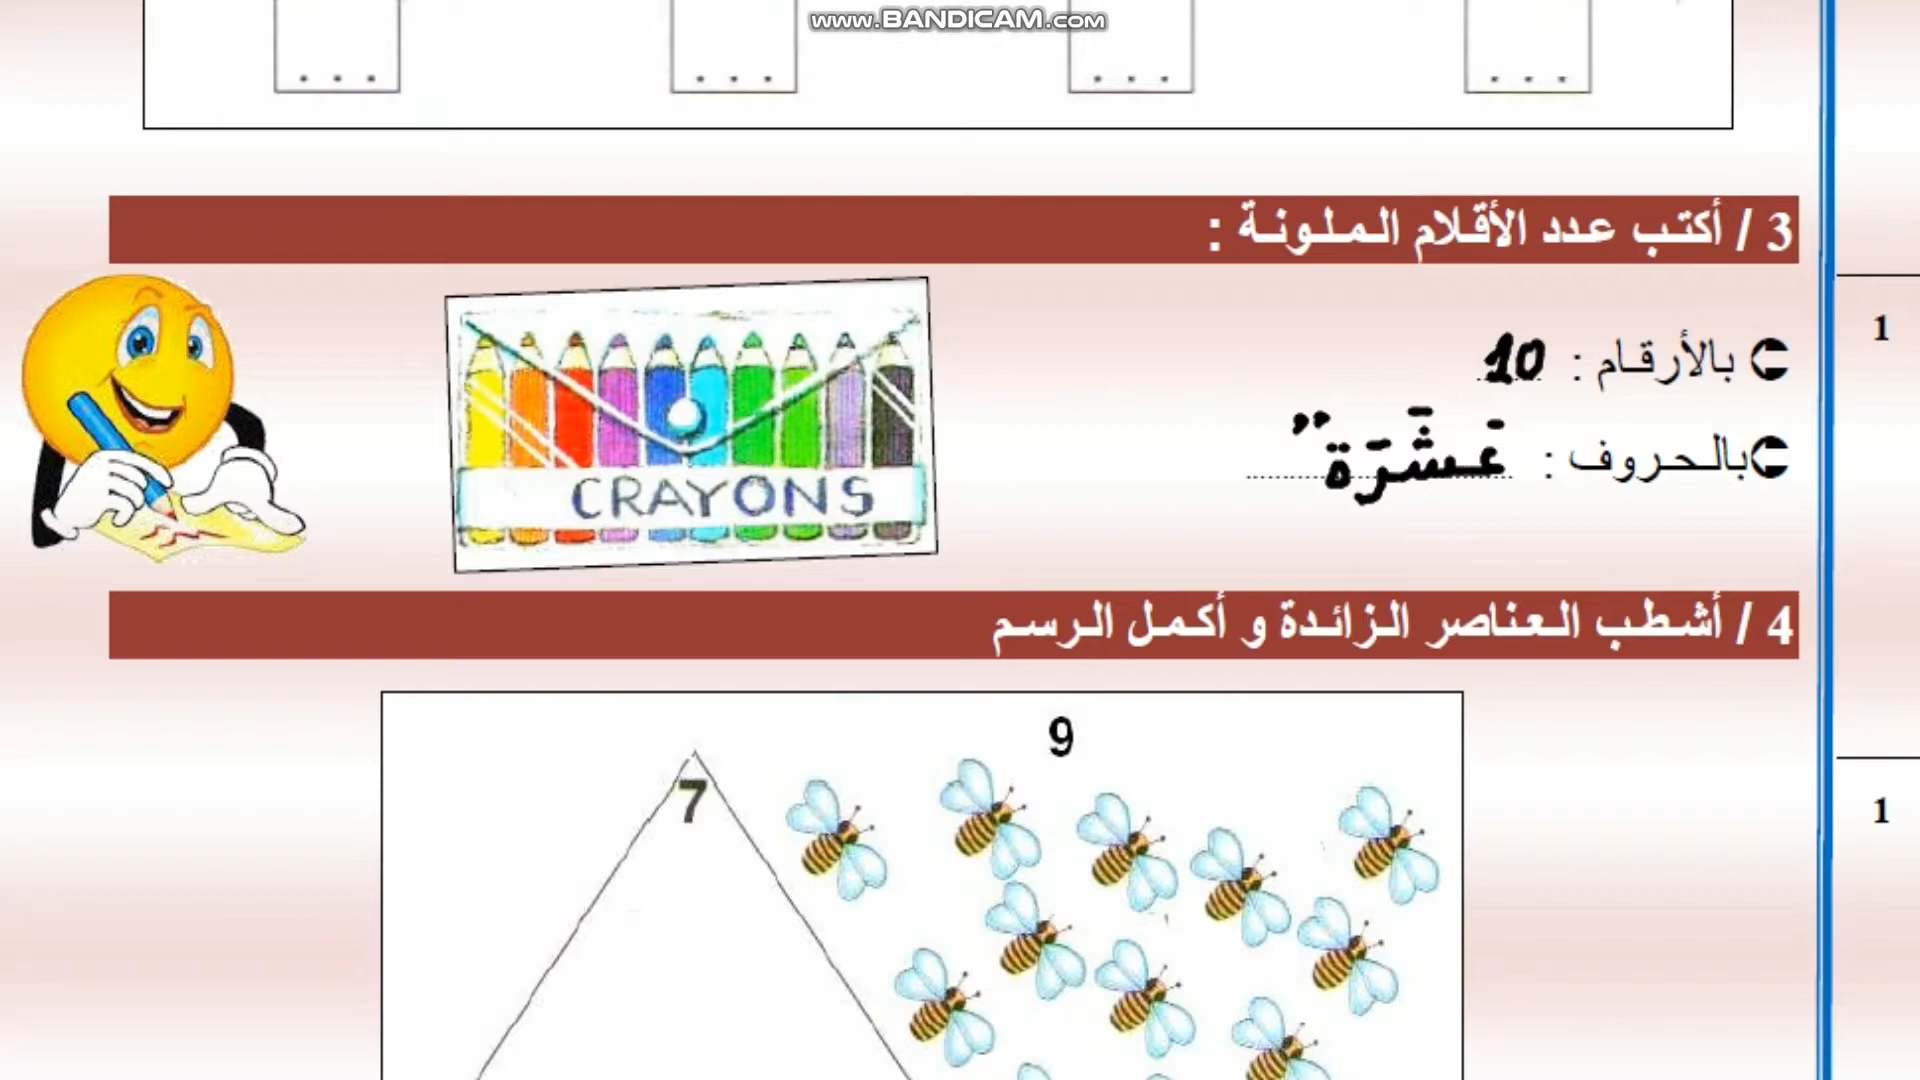 www.BANDICAM.com
... ... ... ...
3 / أكتب عدد الأقلام الملونة :
1
بالأرقام : 10
بالحروف : عَشَرَة"
CRAYONS
4 / أشطب العناصر الزائدة و أكمل الرسم
9
7
1